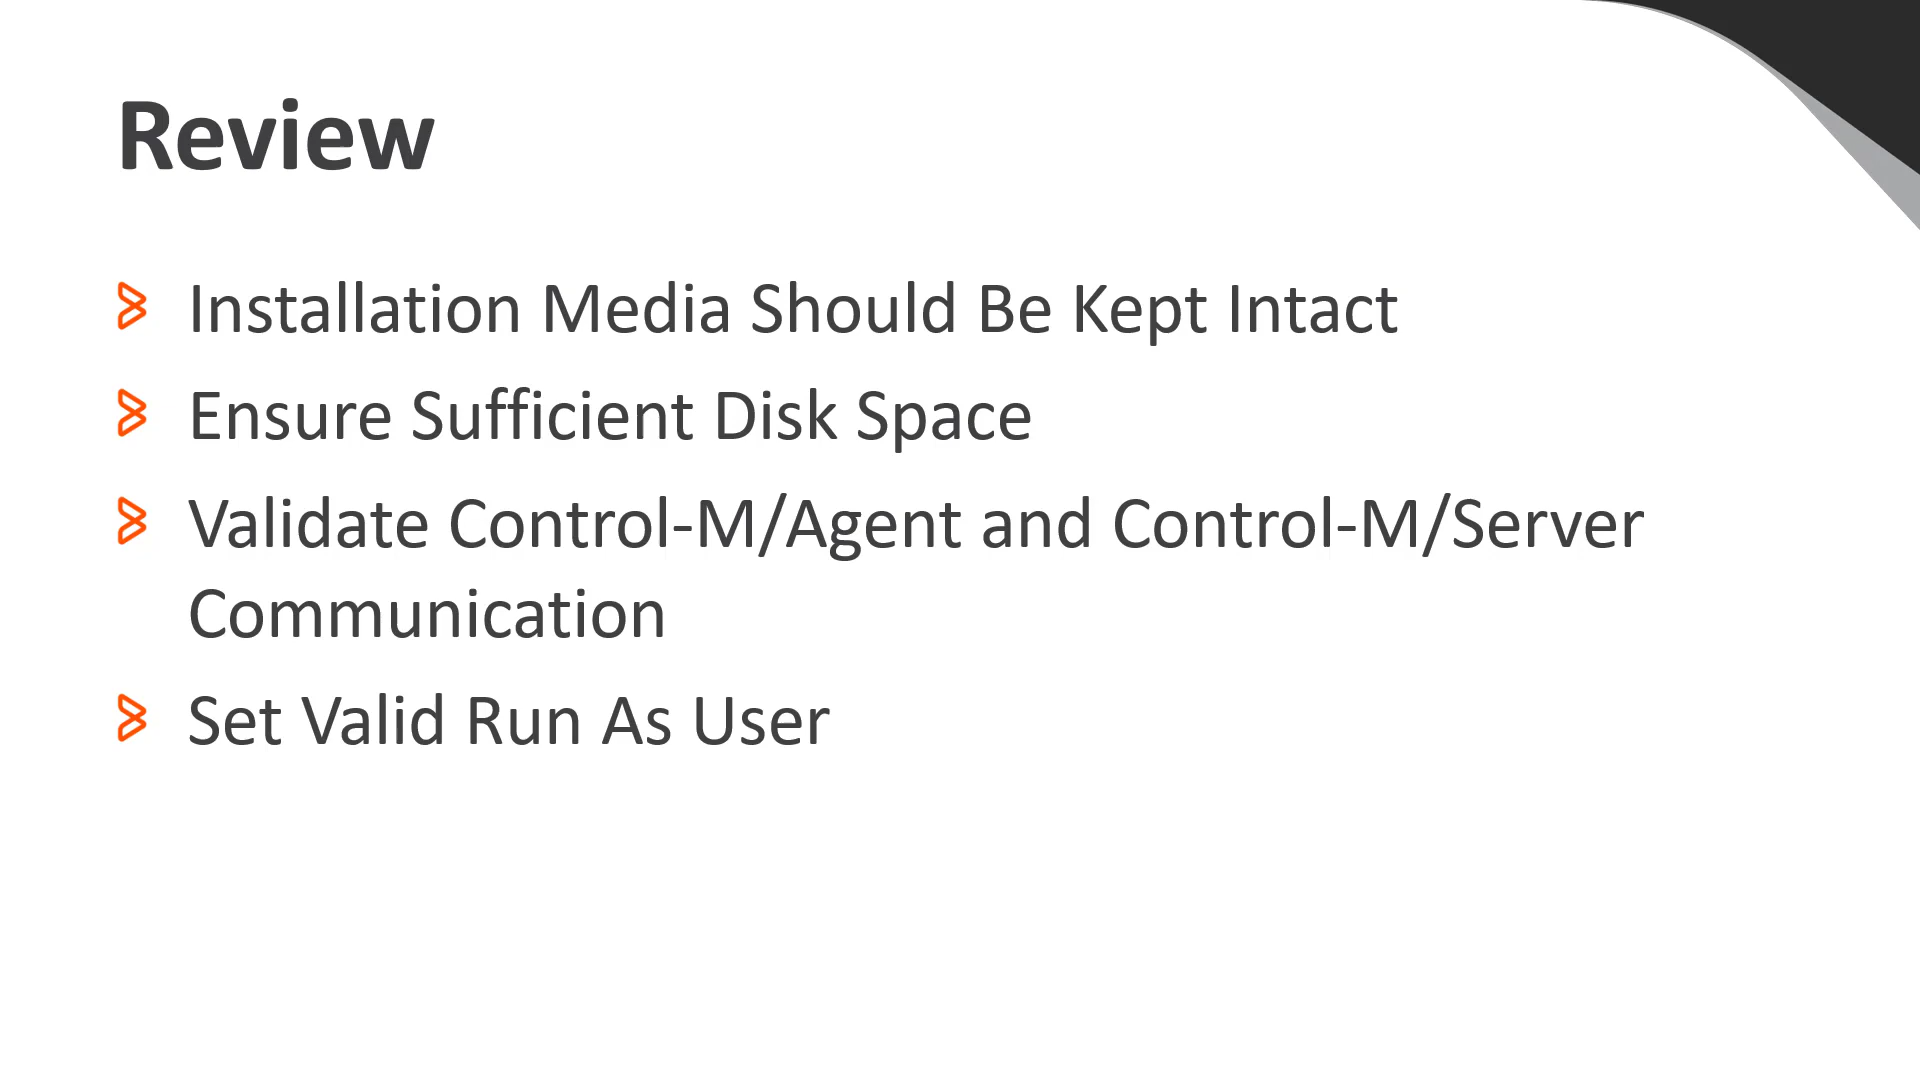 Review
Installation Media Should Be Kept Intact
Ensure Sufficient Disk Space
Validate Control-M/Agent and Control-M/Server
Communication
Set Valid Run As User